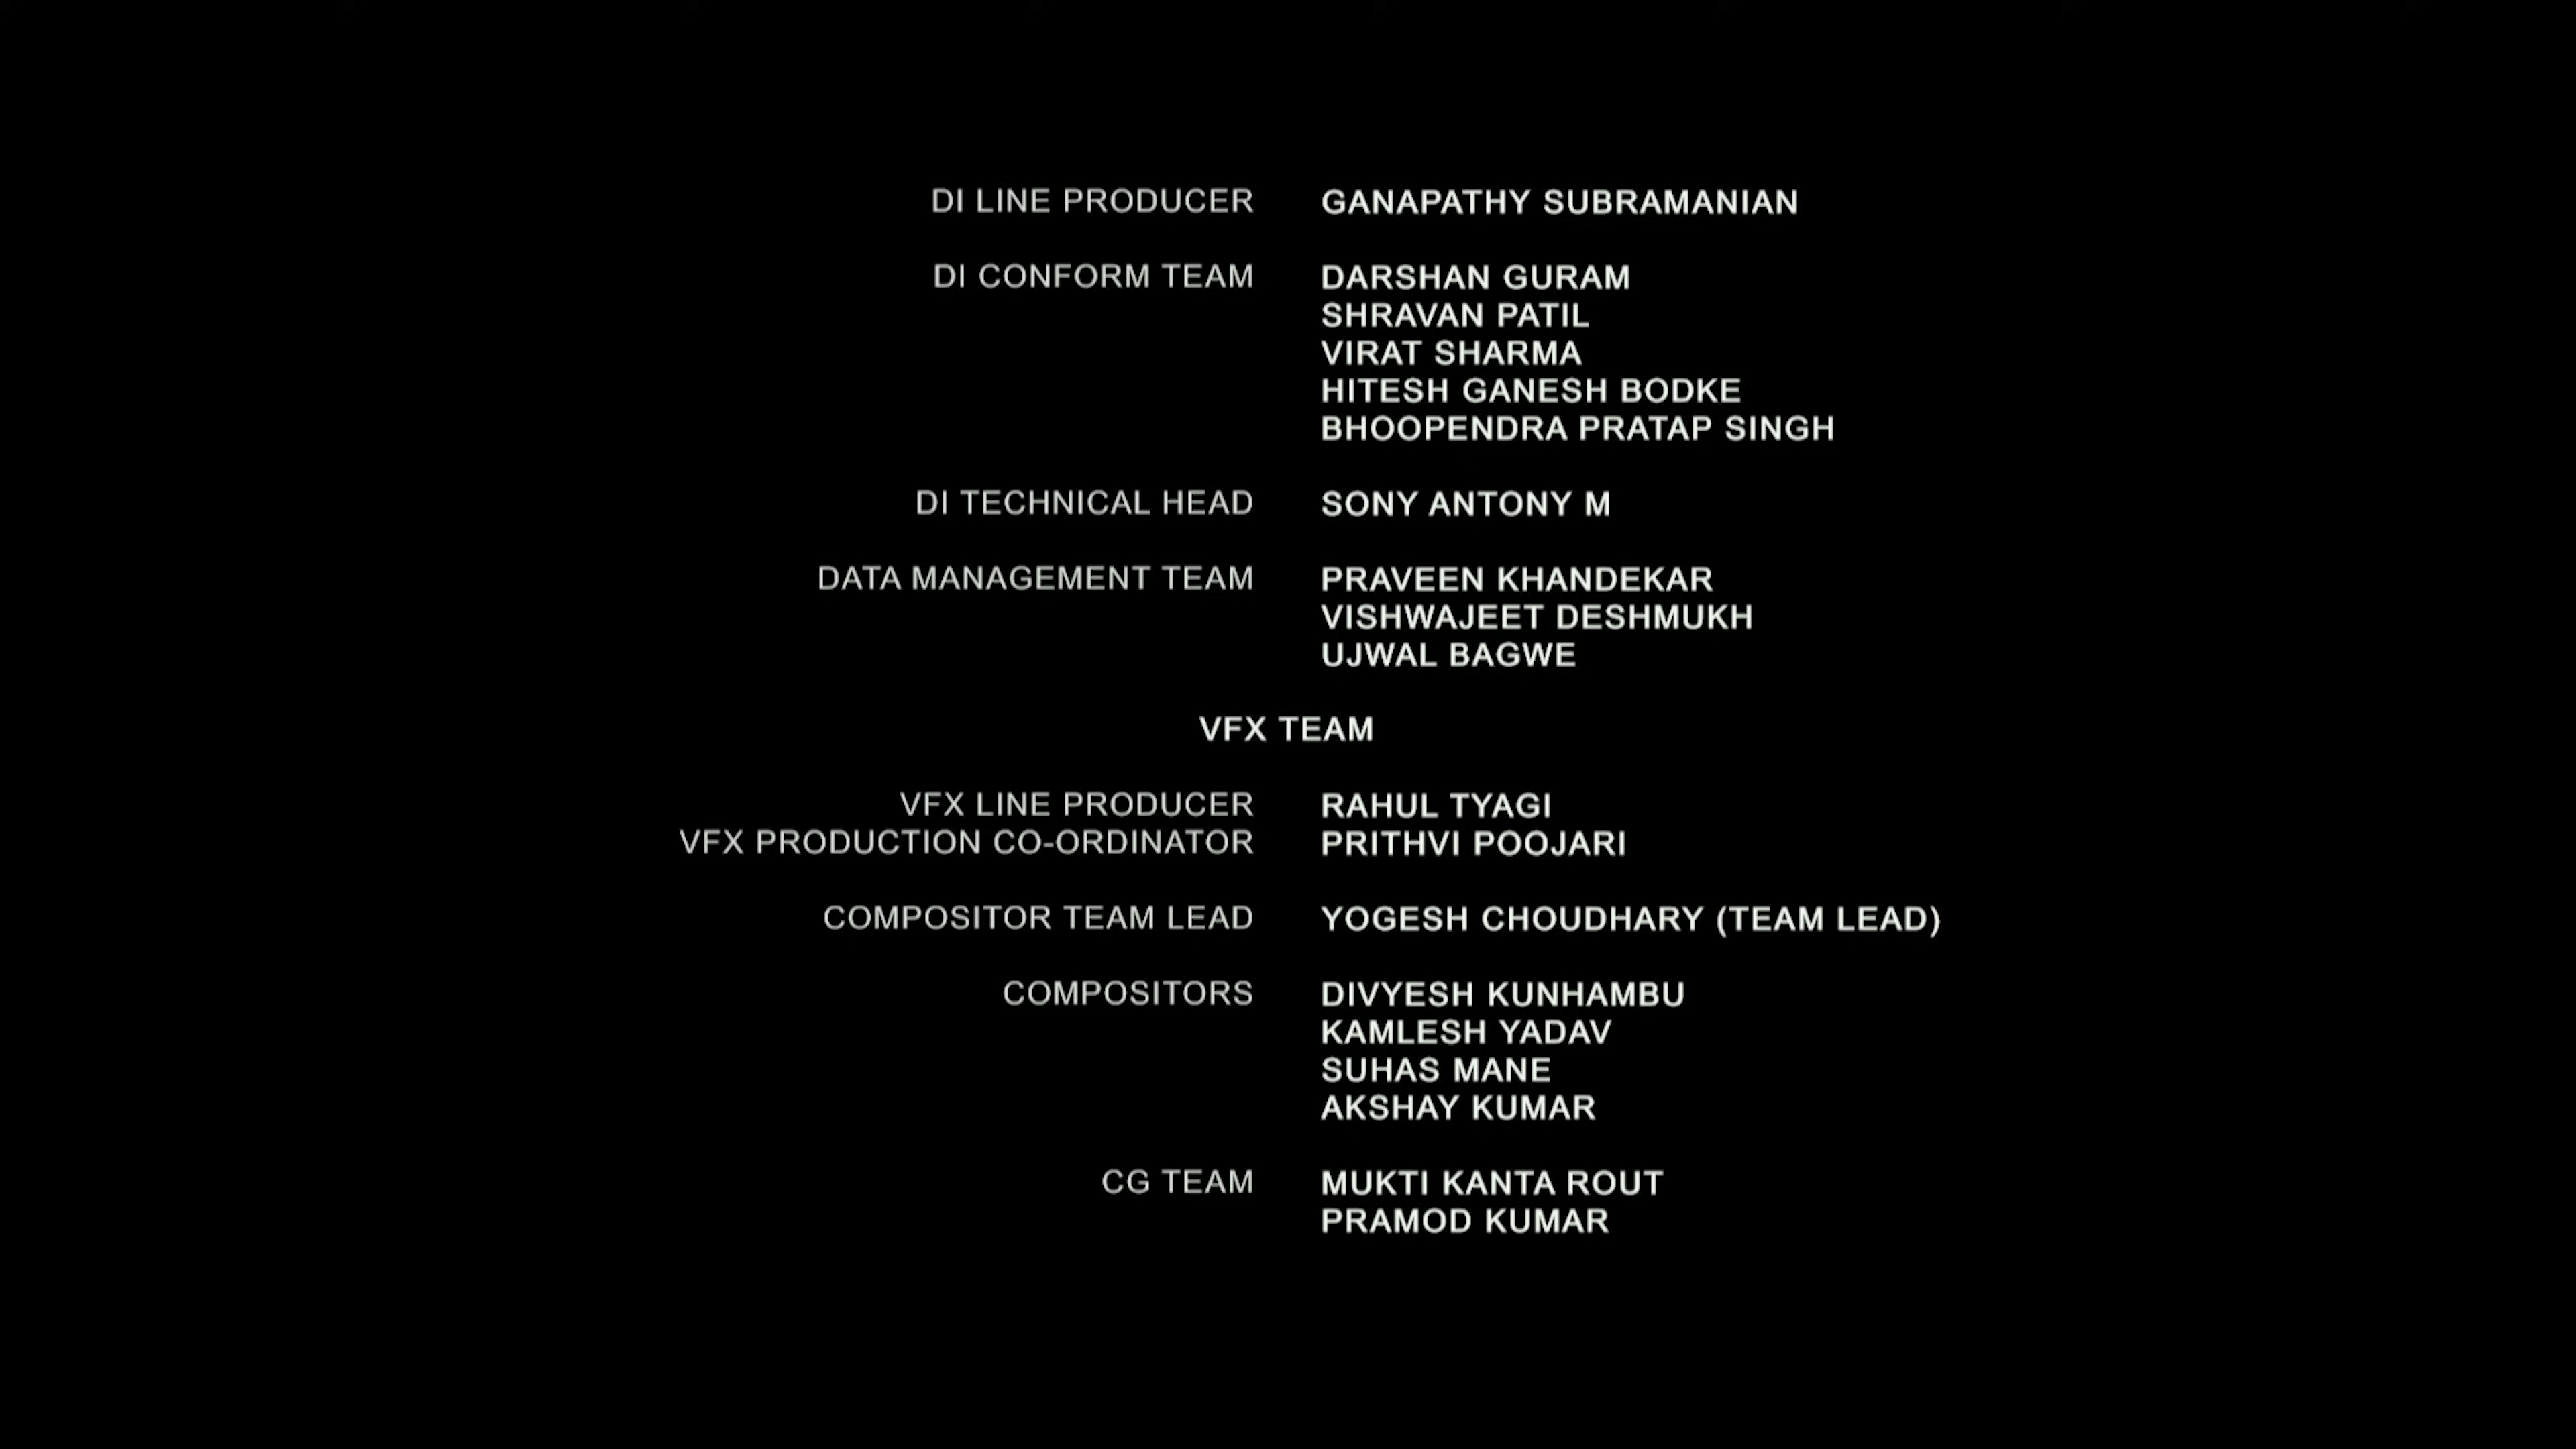 DI LINE PRODUCER GANAPATHY SUBRAMANIAN
DI CONFORM TEAM DARSHAN GURAM
SHRAVAN PATIL
VIRAT SHARMA
HITESH GANESH BODKE
BHOOPENDRA PRATAP SINGH
DI TECHNICAL HEAD SONY ANTONY M
DATA MANAGEMENT TEAM PRAVEEN KHANDEKAR
VISHWAJEET DESHMUKH
UJWAL BAGWE
VFX TEAM
VFX LINE PRODUCER RAHUL TYAGI
VFX PRODUCTION CO-ORDINATOR PRITHVI POOJARI
COMPOSITOR TEAM LEAD YOGESH CHOUDHARY (TEAM LEAD)
COMPOSITORS DIVYESH KUNHAMBU
KAMLESH YADAV
SUHAS MANE
AKSHAY KUMAR
CG TEAM MUKTI KANTA ROUT
PRAMOD KUMAR